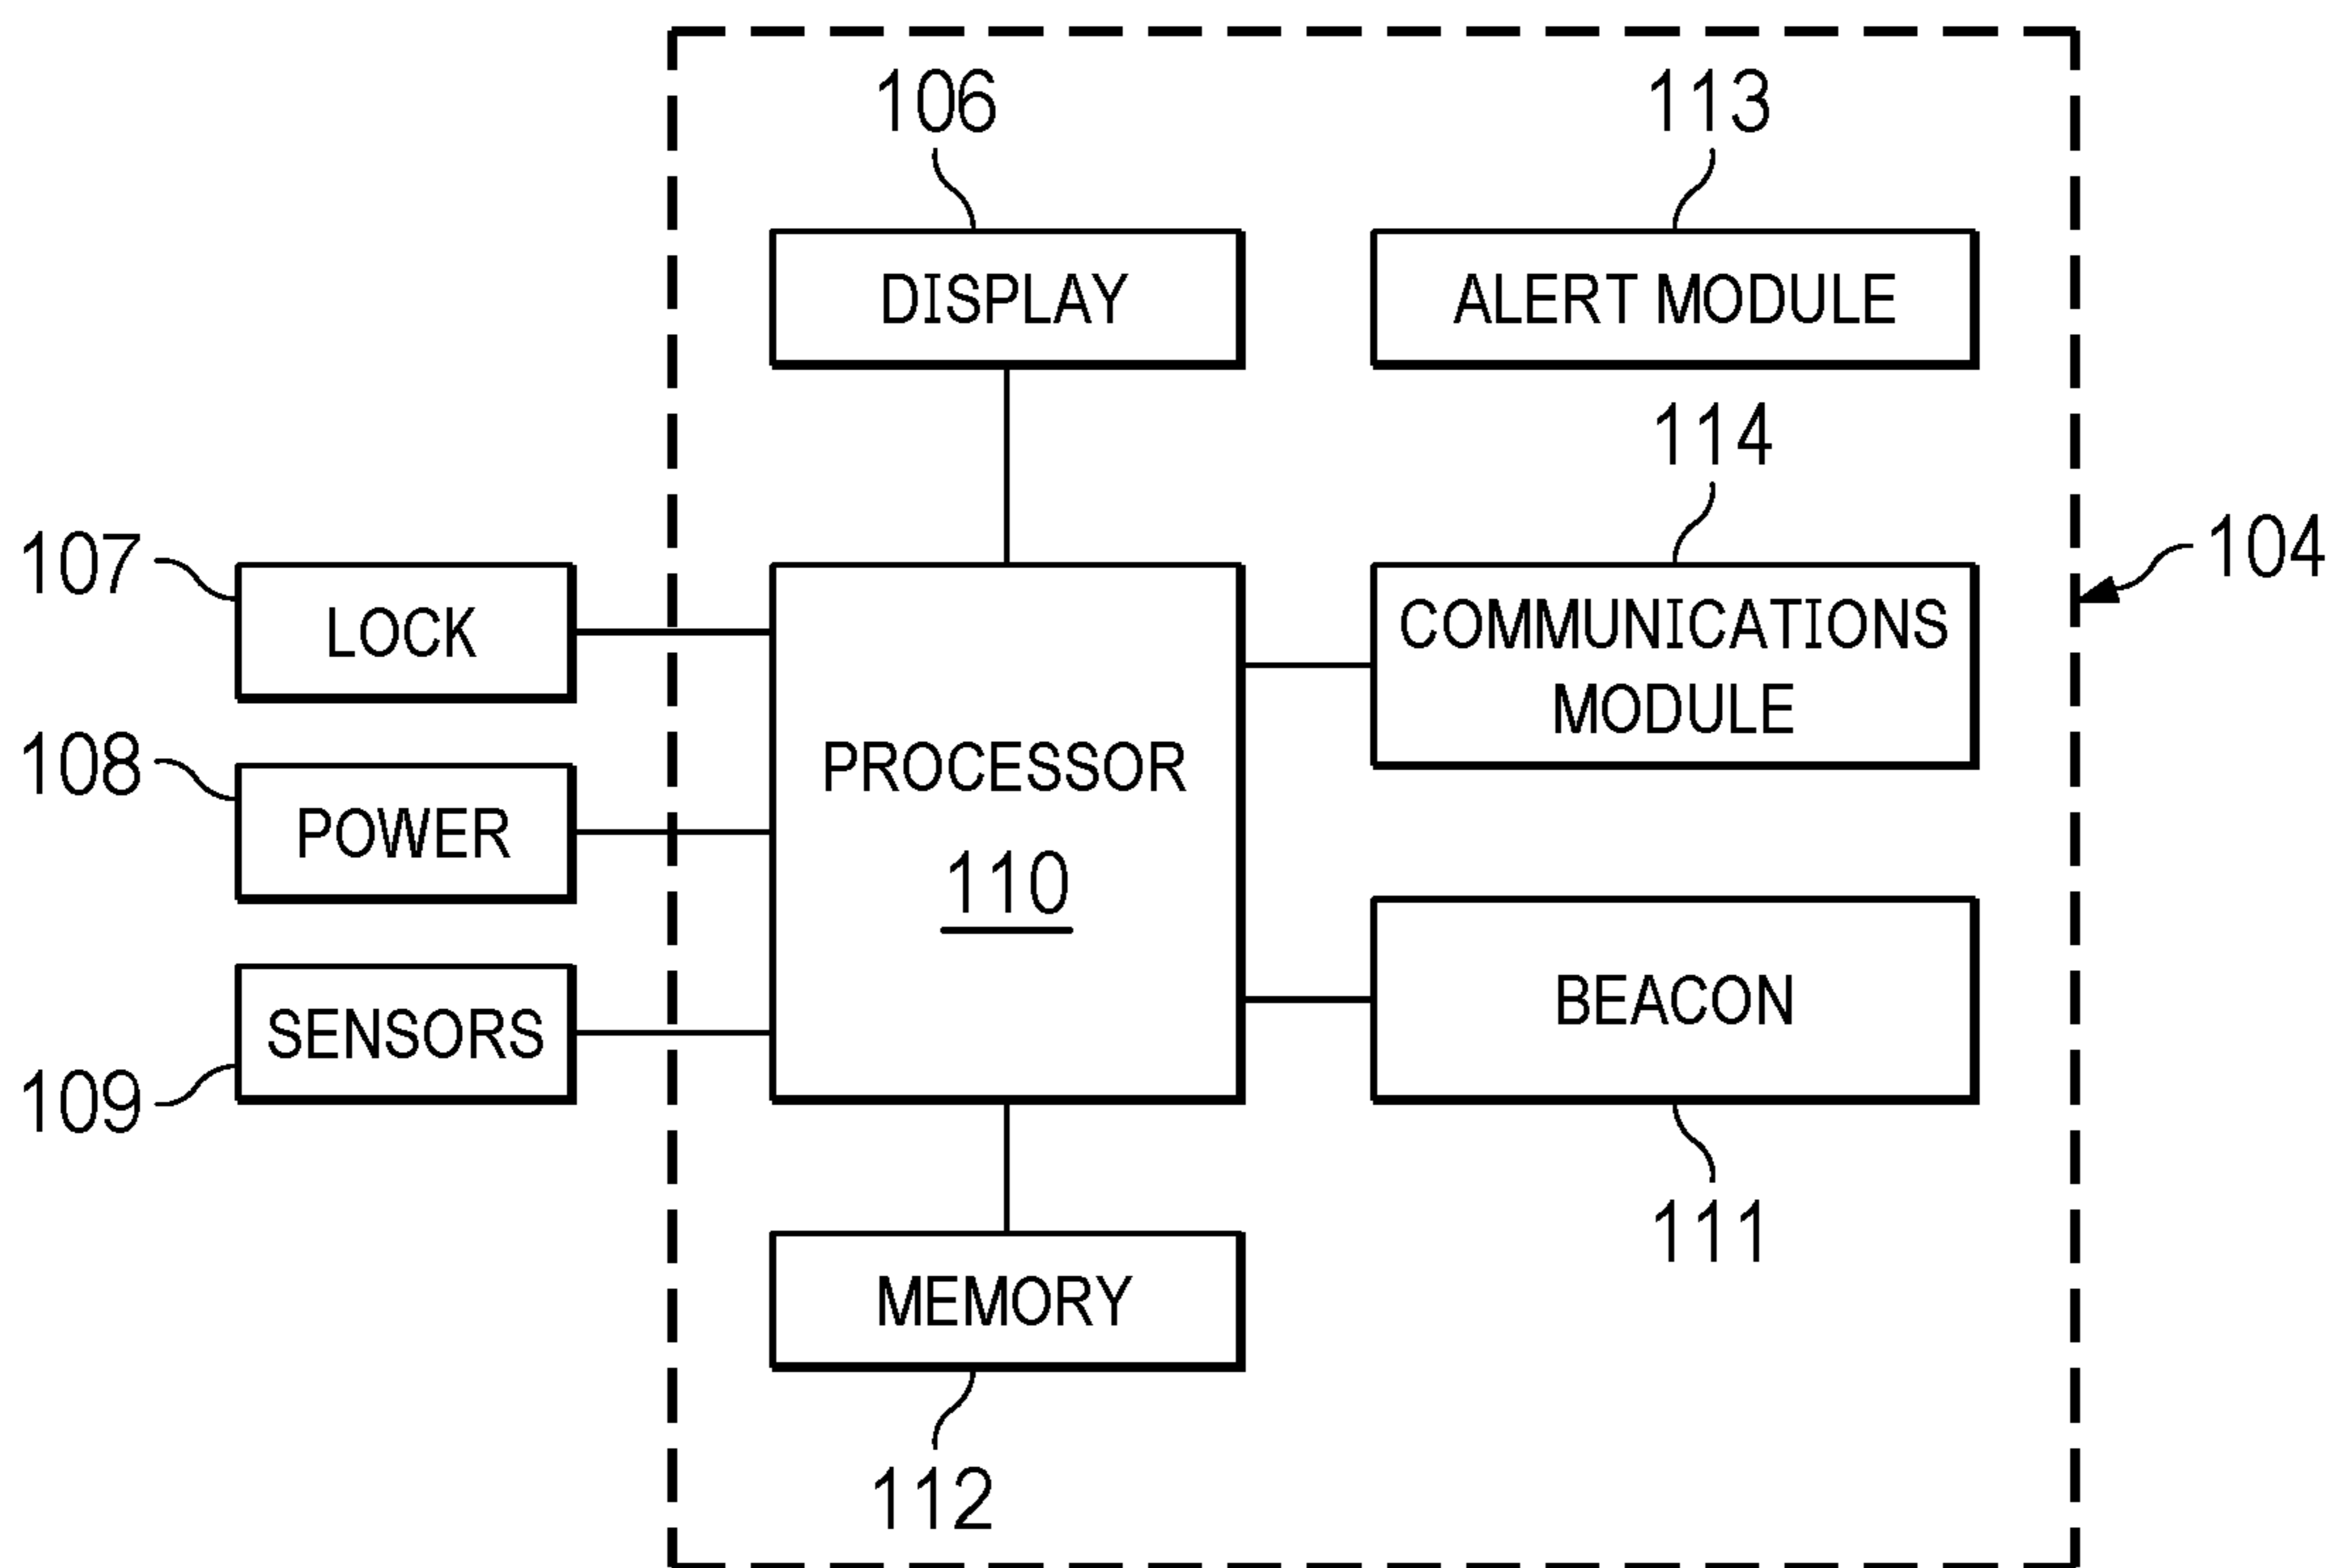 106
113
DISPLAY
ALERT MODULE
114
107
LOCK
COMMUNICATIONS
MODULE
104
108
POWER
PROCESSOR
110
SENSORS
109
BEACON
111
MEMORY
112